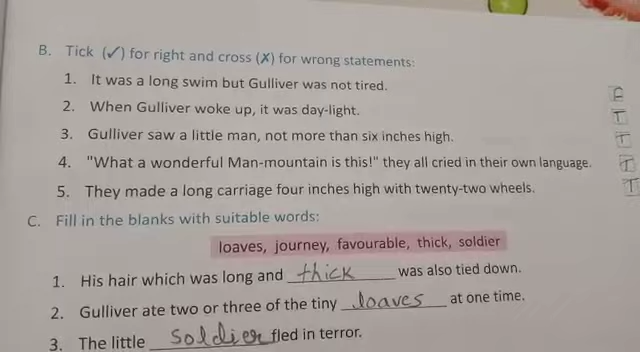 B. Tick (✓) for right and cross (✗) for wrong statements:
1. It was a long swim but Gulliver was not tired. F
2. When Gulliver woke up, it was day-light. T
3. Gulliver saw a little man, not more than six inches high. T
4. "What a wonderful Man-mountain is this!" they all cried in their own language. T
5. They made a long carriage four inches high with twenty-two wheels. T
C. Fill in the blanks with suitable words:
loaves, journey, favourable, thick, soldier
1. His hair which was long and thick was also tied down.
2. Gulliver ate two or three of the tiny loaves at one time.
3. The little soldier fled in terror.